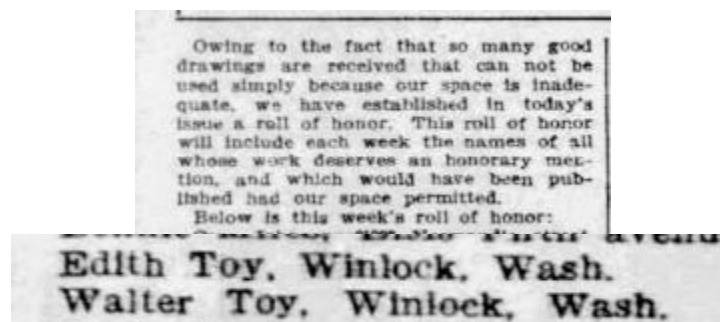 Owing to the fact that so many good
drawings are received that can not be
used simply because our space is inade-
quate, we have established in today's
issue a roll of honor. This roll of honor
will include each week the names of all
whose work deserves an honorary men-
tion, and which would have been pub-
lished had our space permitted.
Below is this week's roll of honor:
avenu
Edith Toy, Winlock, Wash.
Walter Toy, Winlock, Wash.